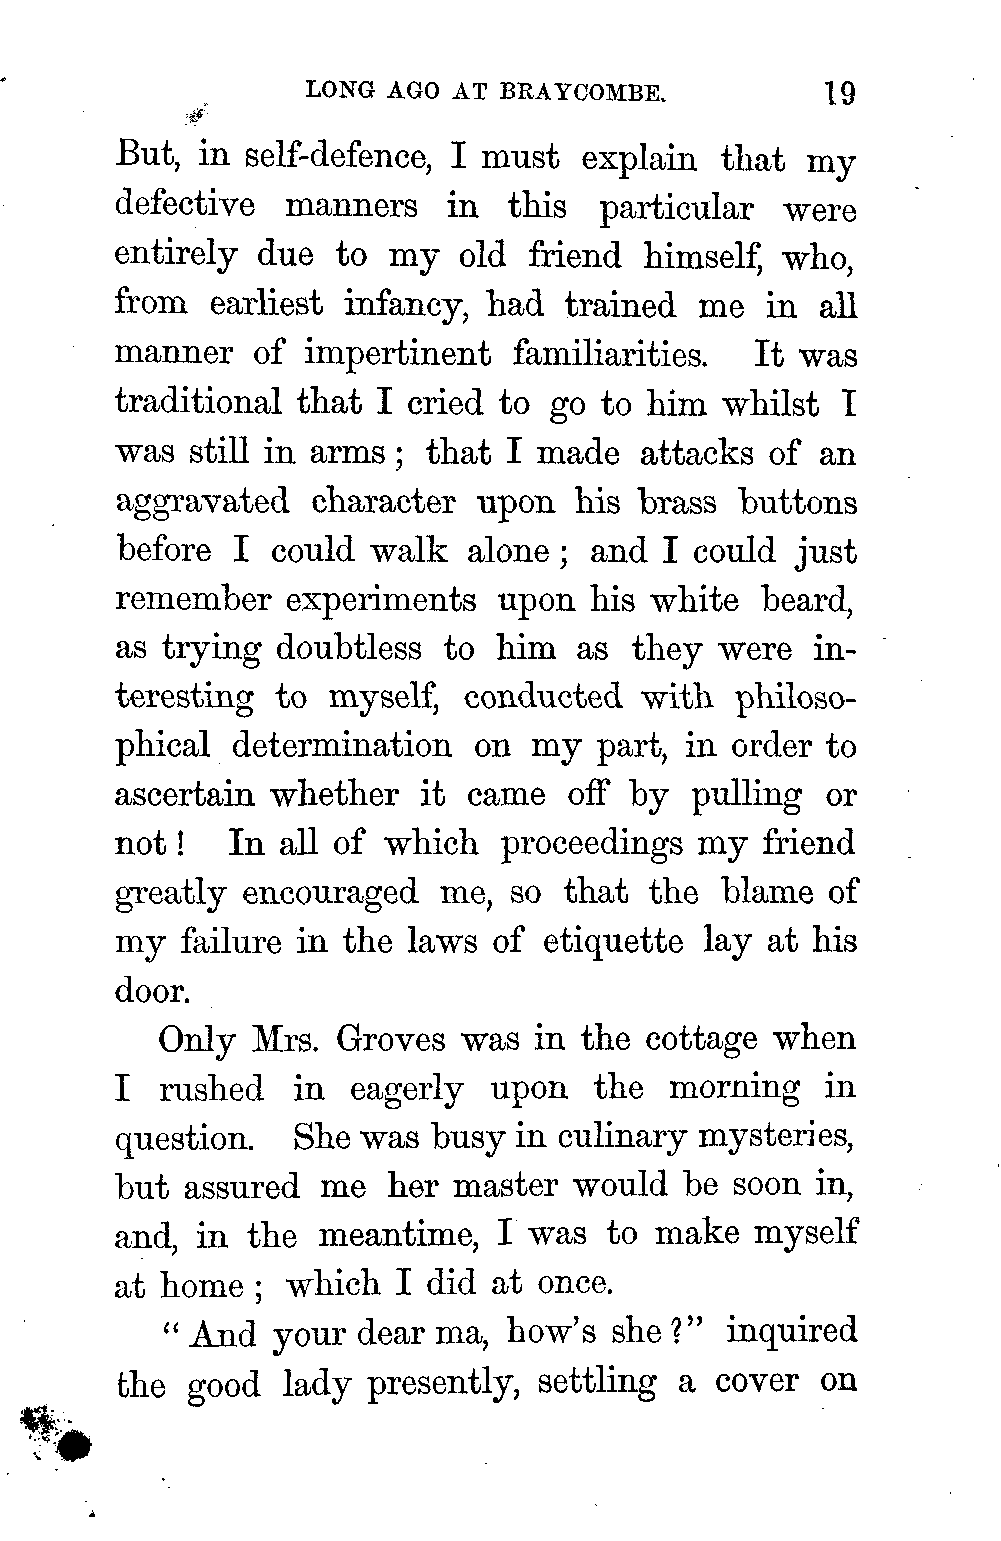 LONG AGO AT BRAYCOMBE. 19
But, in self-defence, I must explain that my
defective manners in this particular were
entirely due to my old friend himself, who,
from earliest infancy, had trained me in all
manner of impertinent familiarities. It was
traditional that I cried to go to him whilst I
was still in arms ; that I made attacks of an
aggravated character upon his brass buttons
before I could walk alone ; and I could just
remember experiments upon his white beard,
as trying doubtless to him as they were in-
teresting to myself, conducted with philoso-
phical determination on my part, in order to
ascertain whether it came off by pulling or
not ! In all of which proceedings my friend
greatly encouraged me, so that the blame of
my failure in the laws of etiquette lay at his
door.
Only Mrs. Groves was in the cottage when
I rushed in eagerly upon the morning in
question. She was busy in culinary mysteries,
but assured me her master would be soon in,
and, in the meantime, I was to make myself
at home ; which I did at once.
“ And your dear ma, how’s she ?” inquired
the good lady presently, settling a cover on